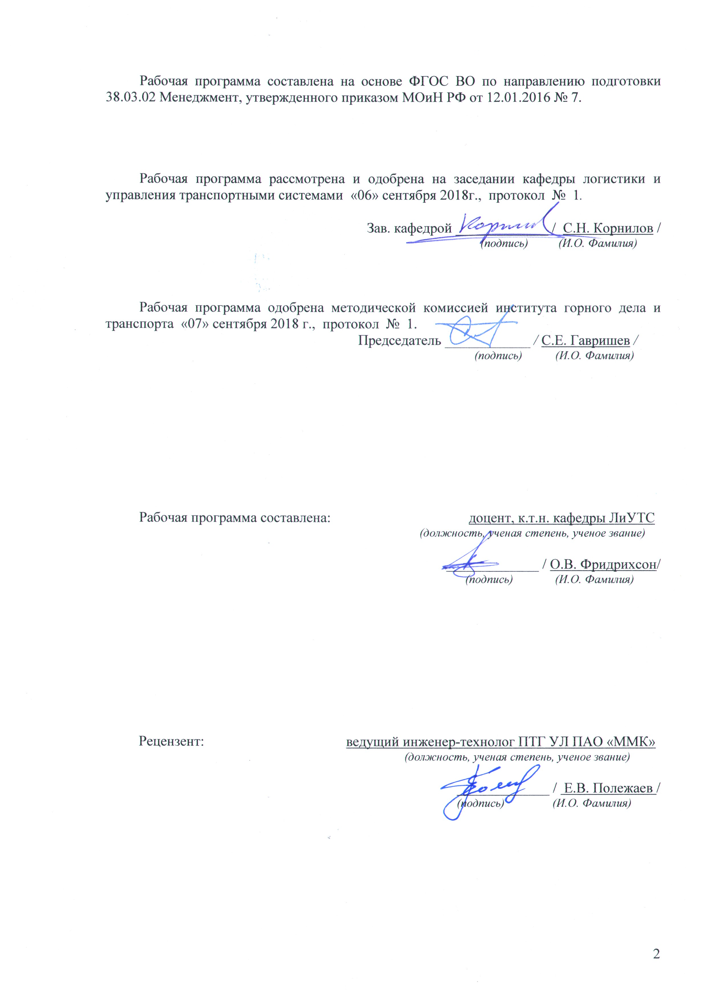 Рабочая программа составлена на основе ФГОС ВО по направлению подготовки
38.03.02 Менеджмент, утвержденного приказом МОиН РФ от 12.01.2016 № 7.
Рабочая программа рассмотрена и одобрена на заседании кафедры логистики и
управления транспортными системами «06» сентября 2018г., протокол № 1.
Зав. кафедрой / С.Н. Корнилов /
(подпись) (И.О. Фамилия)
Рабочая программа одобрена методической комиссией института горного дела и
транспорта «07» сентября 2018 г., протокол № 1.
Председатель / С.Е. Гавришев /
(подпись) (И.О. Фамилия)
Рабочая программа составлена: доцент, к.т.н. кафедры ЛиУТС
(должность, ученая степень, ученое звание)
/ О.В. Фридрихсон/
(подпись) (И.О. Фамилия)
Рецензент: ведущий инженер-технолог ПТГ УЛ ПАО «ММК»
(должность, ученая степень, ученое звание)
/ Е.В. Полежаев /
(подпись) (И.О. Фамилия)
2